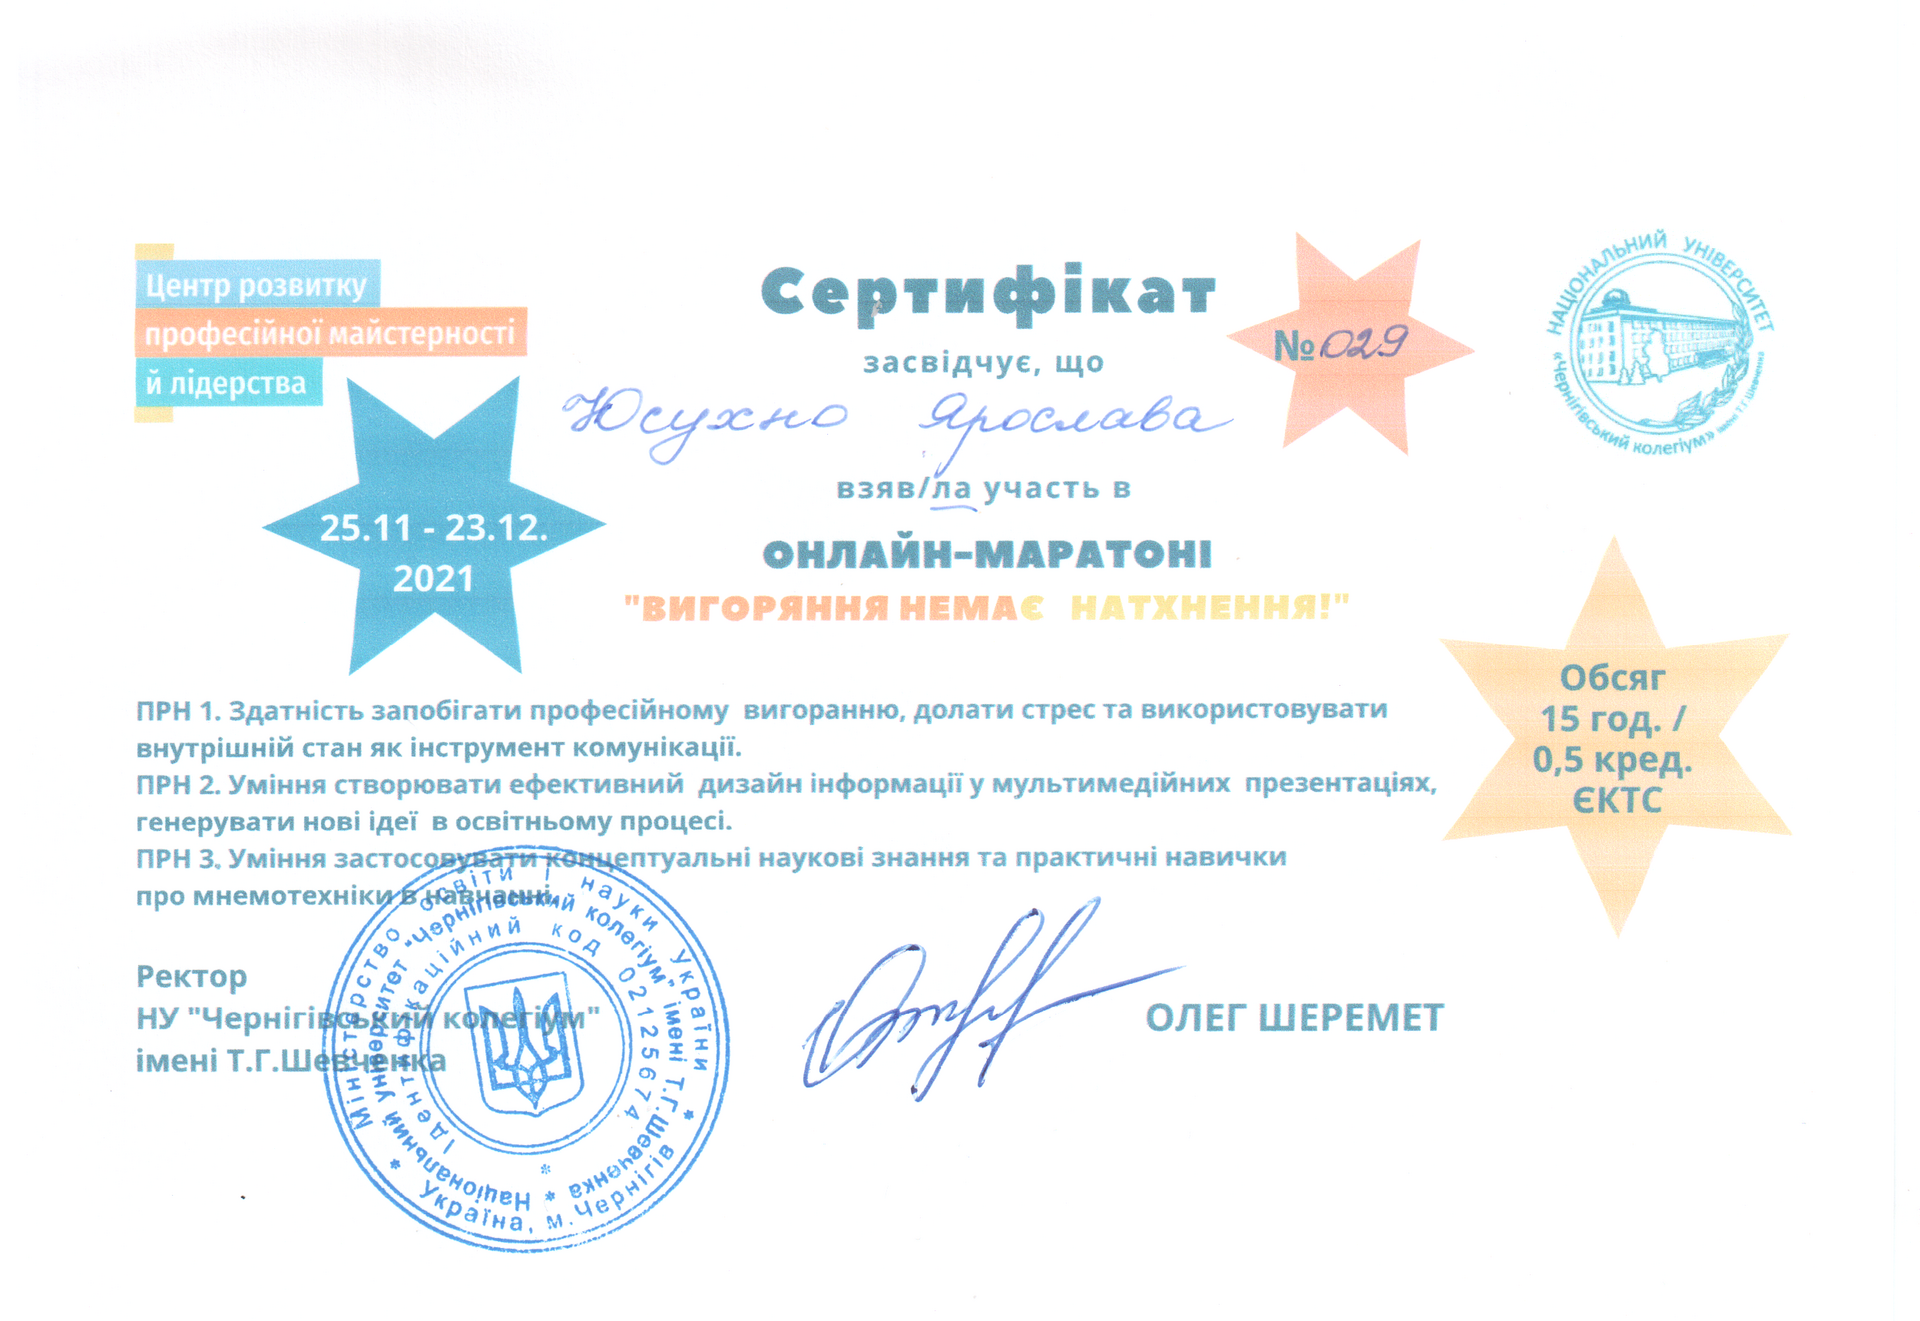 Центр розвитку
професійної майстерності
й лідерства
Сертифікат
засвідчує, що
№029
НАЦІОНАЛЬНИЙ УНІВЕРСИТЕТ
«Чернігівський колегіум» імені Т.Г.Шевченка
Юсухно Ярослава
взяв/ла участь в
25.11 - 23.12.
2021
ОНЛАЙН-МАРАТОНІ
"ВИГОРЯННЯ НЕМАЄ НАТХНЕННЯ!"
Обсяг
15 год. /
0,5 кред.
ЄКТС
ПРН 1. Здатність запобігати професійному вигоранню, долати стрес та використовувати
внутрішній стан як інструмент комунікації.
ПРН 2. Уміння створювати ефективний дизайн інформації у мультимедійних презентаціях,
генерувати нові ідеї в освітньому процесі.
ПРН 3. Уміння застосовувати концептуальні наукові знання та практичні навички
про мнемотехніки в навчанні.
Ректор
НУ "Чернігівський колегіум"
імені Т.Г.Шевченка
ОЛЕГ ШЕРЕМЕТ
Міністерство освіти і науки України
* Україна, м.Чернігів *
Національний університет "Чернігівський колегіум" імені Т.Г.Шевченка *
Ідентифікаційний код 02125674 *